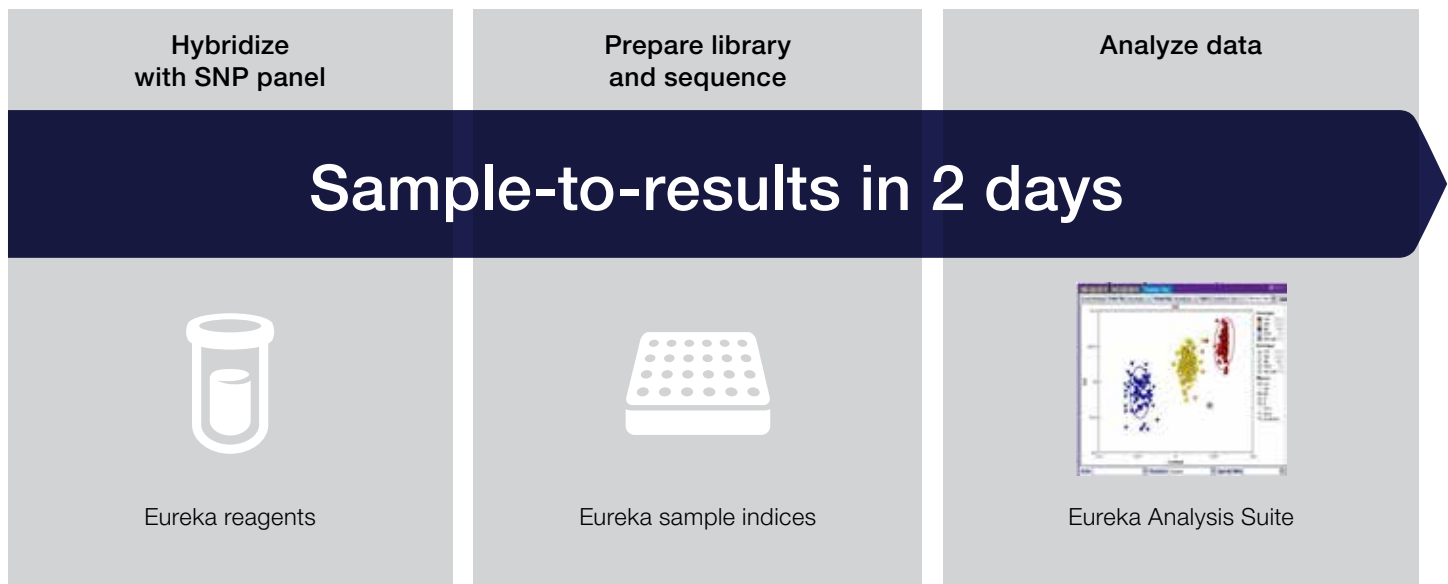 Hybridize
with SNP panel
Prepare library
and sequence
Analyze data
Sample-to-results in 2 days
Eureka reagents
Eureka sample indices
Eureka Analysis Suite